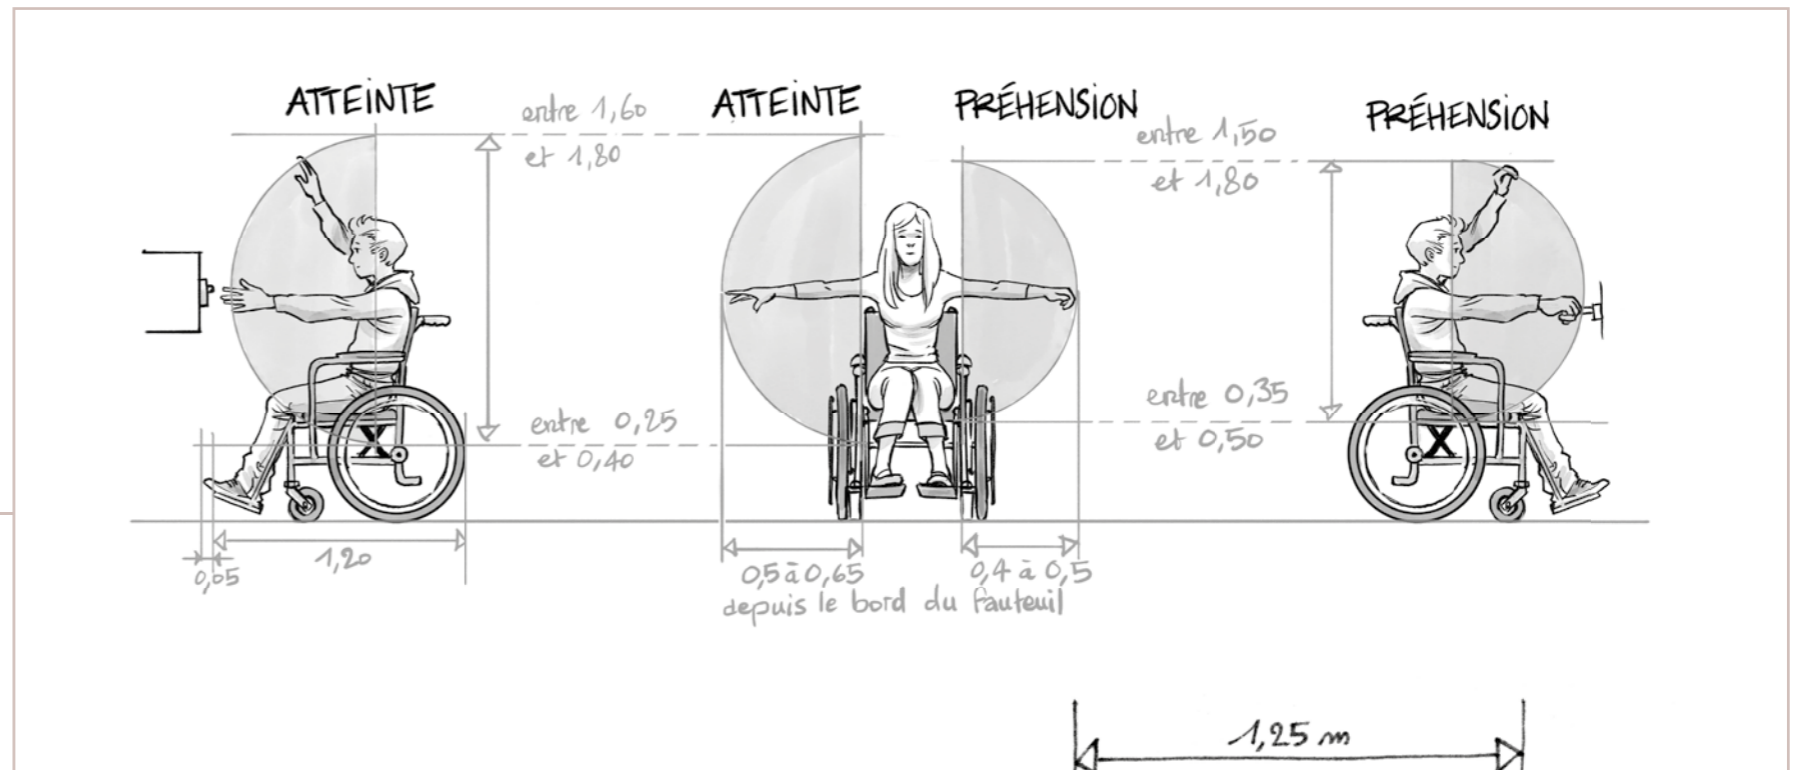 ATTEINTE
entre 1,60
et 1,80
ATTEINTE
PRÉHENSION
entre 1,50
et 1,80
PRÉHENSION
entre 0,25
et 0,40
entre 0,35
et 0,50
0,05
1,20
0,5 à 0,65
0,4 à 0,5
depuis le bord du fauteuil
1,25 m